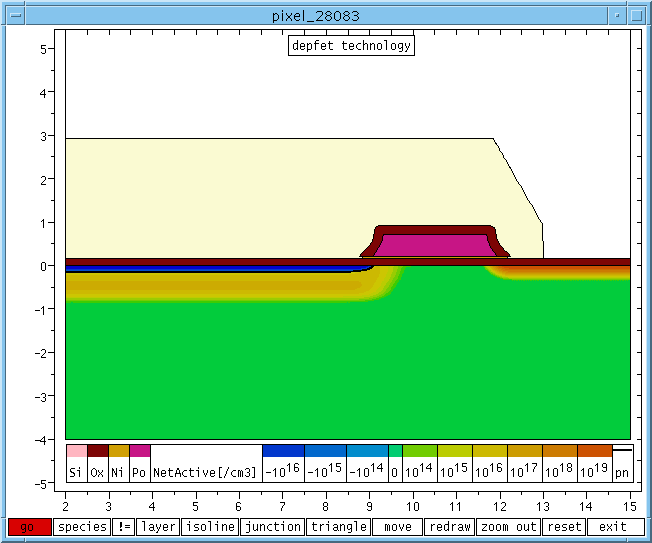 pixel_28083
depfet technology
5
4
3
2
1
0
-1
-2
-3
-4
-5
Si Ox Ni Po NetActive[/cm3] -10¹⁶ -10¹⁵ -10¹⁴ 0 10¹⁴ 10¹⁵ 10¹⁶ 10¹⁷ 10¹⁸ 10¹⁹ pn
2 3 4 5 6 7 8 9 10 11 12 13 14 15
go species != layer isoline junction triangle move redraw zoom out reset exit